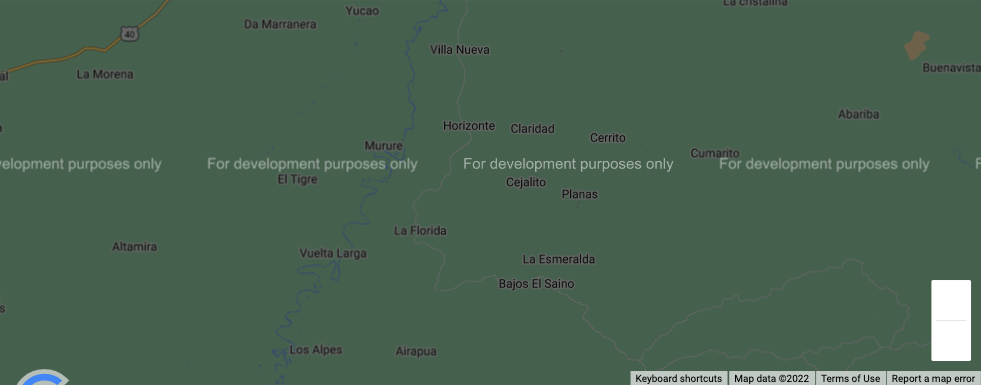 La cristalina
Yucao
Da Marranera
40
Villa Nueva
al
La Morena
Buenavista
Abariba
Horizonte
Claridad
Cerrito
Murure
Cumarito
velopment purposes only
For development purposes only
For development purposes only
For development purposes only
F
El Tigre
Cejalito
Planas
La Florida
Altamira
Vuelta Larga
La Esmeralda
Bajos El Saino
s
Los Alpes
Airapua
Keyboard shortcuts
Map data ©2022
Terms of Use
Report a map error